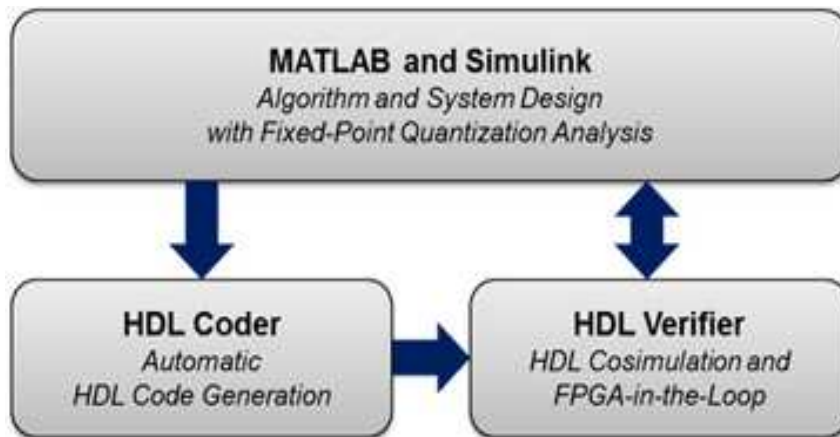 MATLAB and Simulink
Algorithm and System Design
with Fixed-Point Quantization Analysis
HDL Coder
Automatic
HDL Code Generation
HDL Verifier
HDL Cosimulation and
FPGA-in-the-Loop